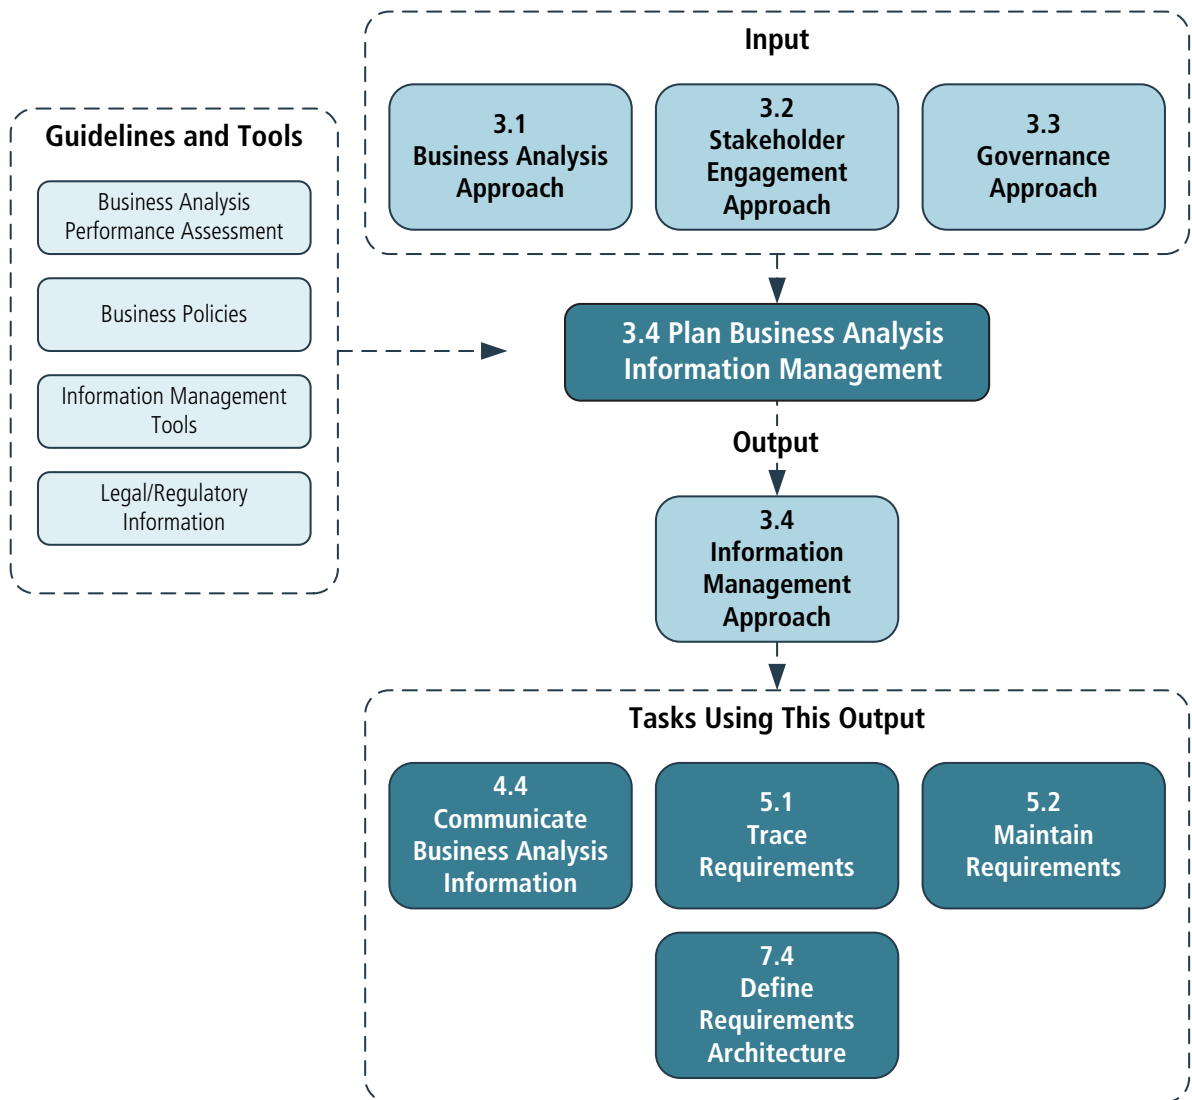 Input
3.1
Business Analysis
Approach
3.2
Stakeholder
Engagement
Approach
3.3
Governance
Approach
Guidelines and Tools
Business Analysis
Performance Assessment
Business Policies
Information Management
Tools
Legal/Regulatory
Information
3.4 Plan Business Analysis
Information Management
Output
3.4
Information
Management
Approach
Tasks Using This Output
4.4
Communicate
Business Analysis
Information
5.1
Trace
Requirements
5.2
Maintain
Requirements
7.4
Define
Requirements
Architecture